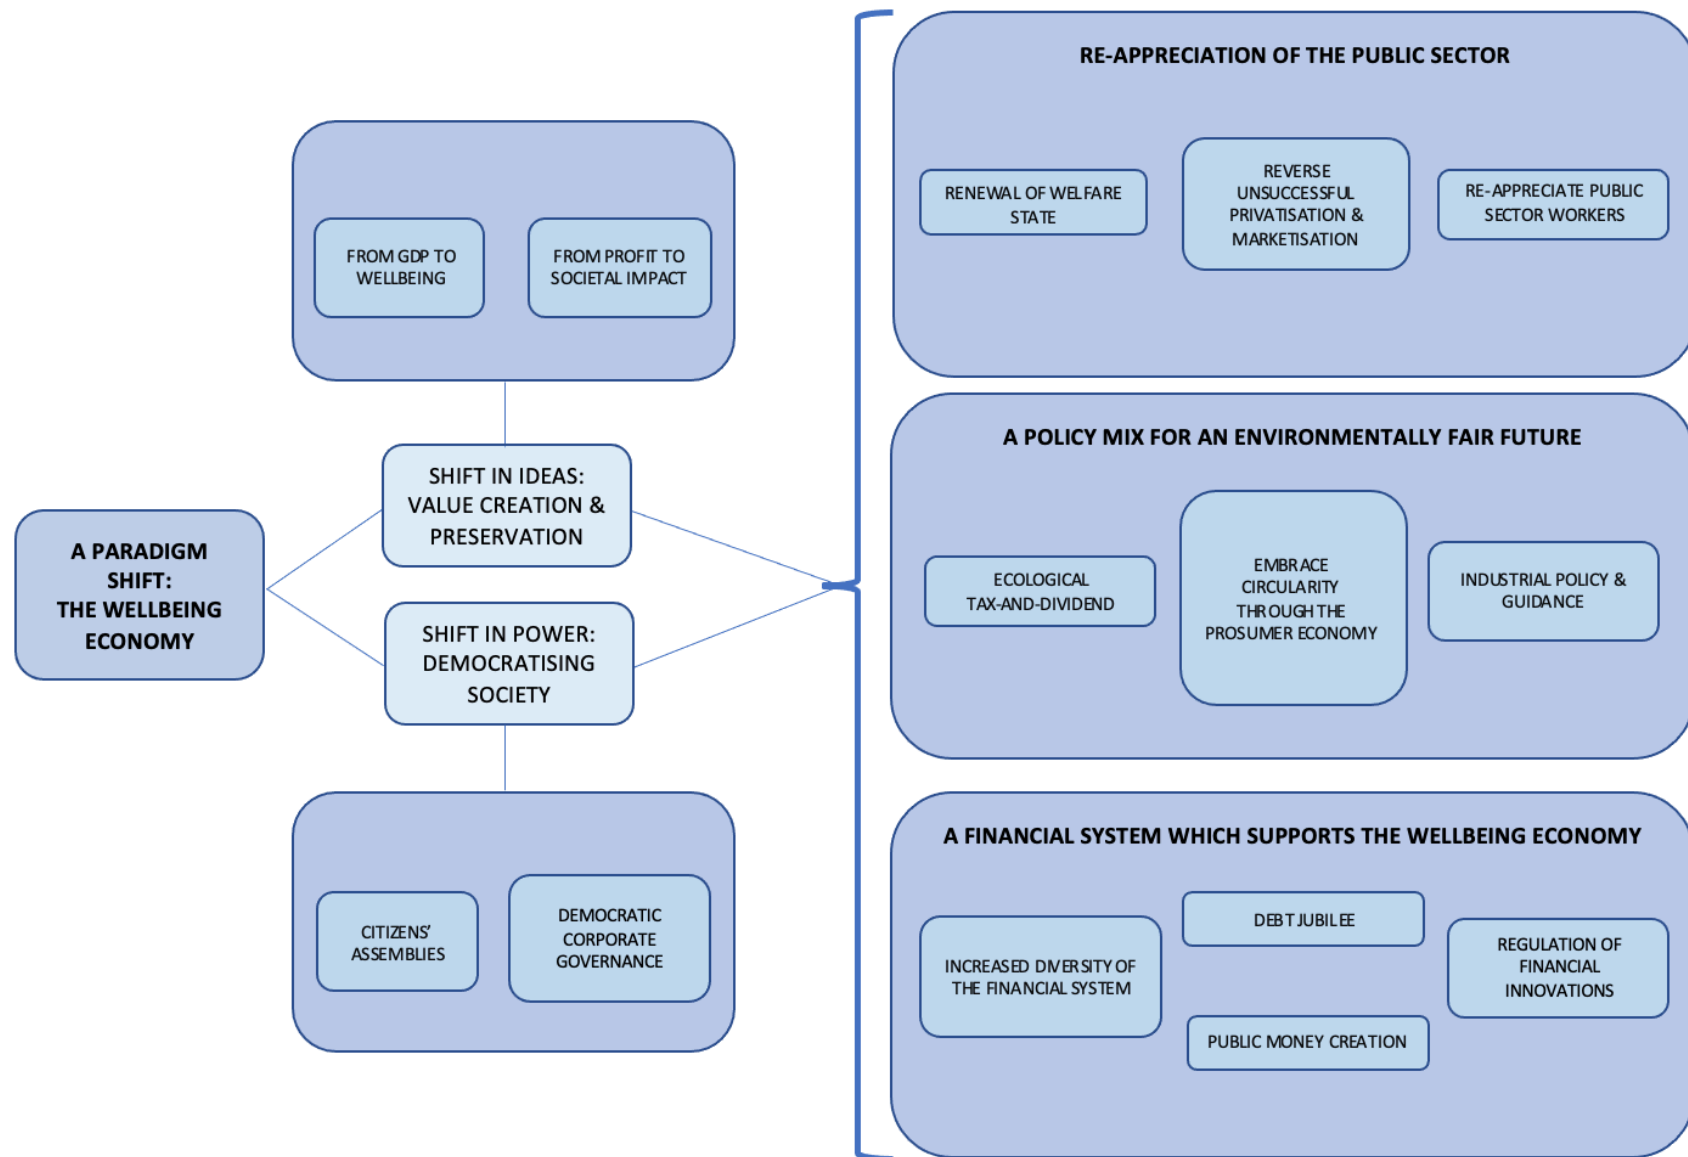 A PARADIGM
SHIFT:
THE WELLBEING
ECONOMY
FROM GDP TO
WELLBEING
FROM PROFIT TO
SOCIETAL IMPACT
SHIFT IN IDEAS:
VALUE CREATION &
PRESERVATION
SHIFT IN POWER:
DEMOCRATISING
SOCIETY
CITIZENS’
ASSEMBLIES
DEMOCRATIC
CORPORATE
GOVERNANCE
RE-APPRECIATION OF THE PUBLIC SECTOR
RENEWAL OF WELFARE
STATE
REVERSE
UNSUCCESSFUL
PRIVATISATION &
MARKETISATION
RE-APPRECIATE PUBLIC
SECTOR WORKERS
A POLICY MIX FOR AN ENVIRONMENTALLY FAIR FUTURE
ECOLOGICAL
TAX-AND-DIVIDEND
EMBRACE
CIRCULARITY
THROUGH THE
PROSUMER ECONOMY
INDUSTRIAL POLICY &
GUIDANCE
A FINANCIAL SYSTEM WHICH SUPPORTS THE WELLBEING ECONOMY
INCREASED DIVERSITY OF
THE FINANCIAL SYSTEM
DEBT JUBILEE
PUBLIC MONEY CREATION
REGULATION OF
FINANCIAL
INNOVATIONS